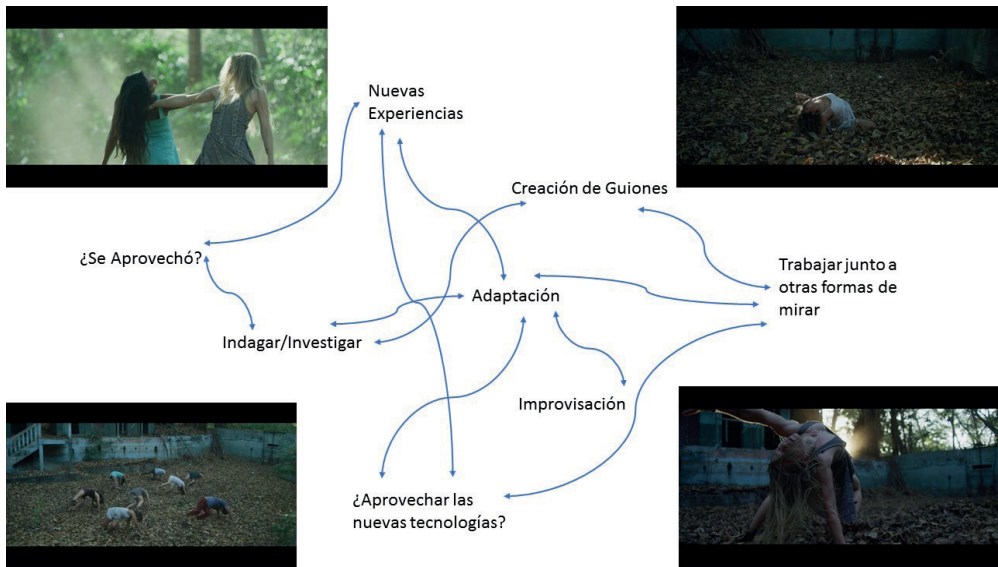 Nuevas
Experiencias
Creación de Guiones
¿Se Aprovechó?
Trabajar junto a
otras formas de
mirar
Adaptación
Indagar/Investigar
Improvisación
¿Aprovechar las
nuevas tecnologías?